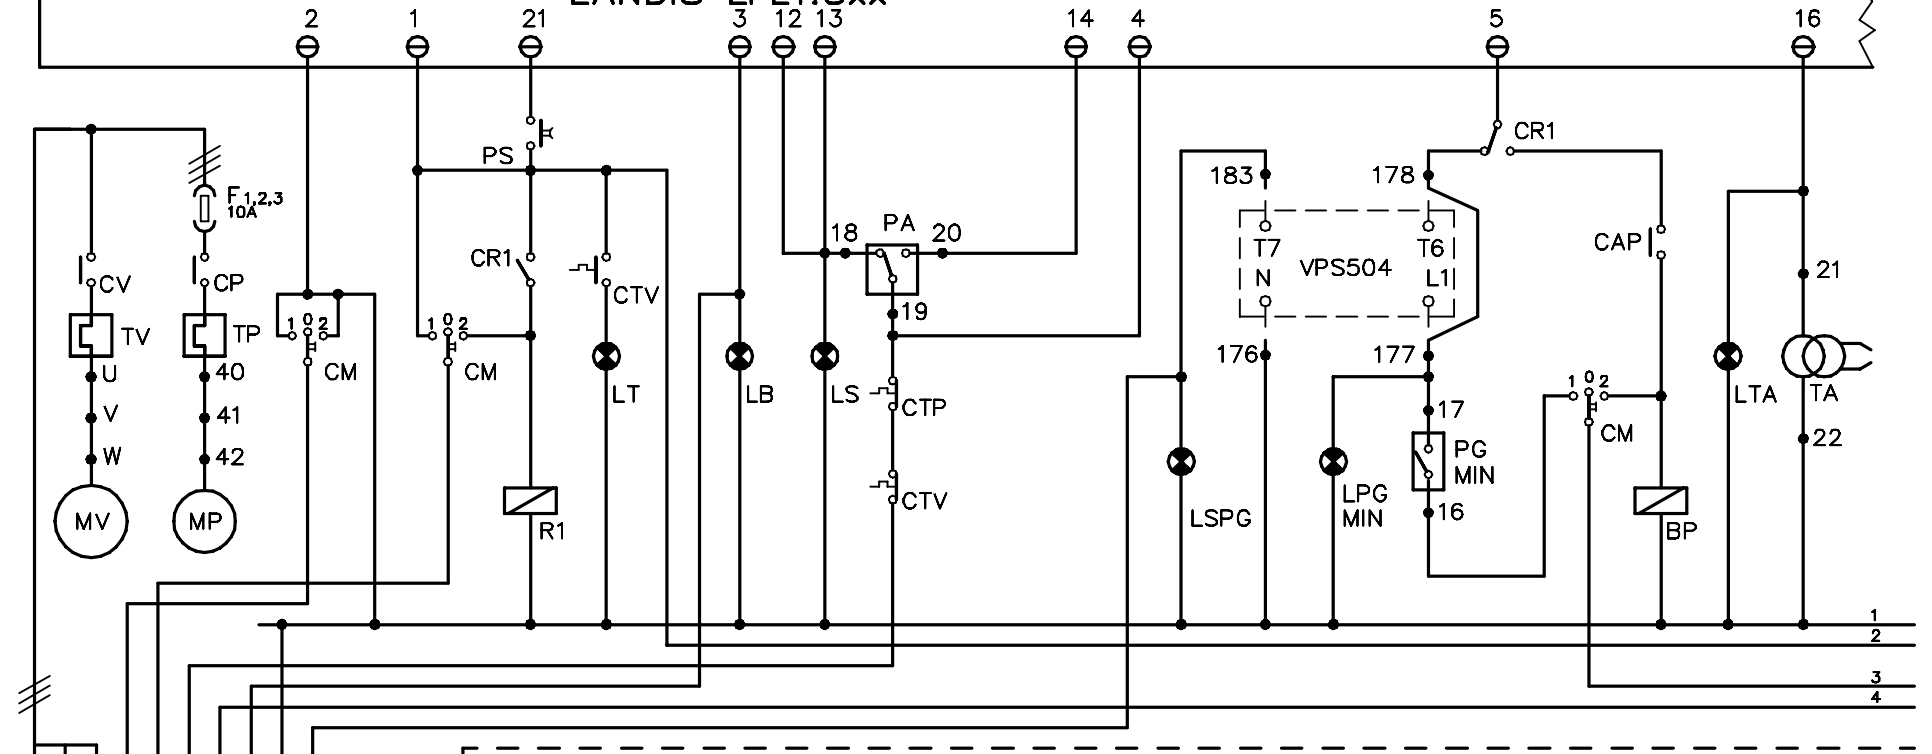 LANDIS LFL1.3xx
2 1 21 3 12 13 14 4 5 16
PS
CR1
F1,2,3
10A
183 178
18 PA 20
CR1 CTV
CAP
T7 T6
VPS504
N L1
CV CP
21
19
TV TP
1 0 2 1 0 2
176 177
U 40 CM CM
LT LB LS
CTP
1 0 2
LTA TA
V 41
17
CM
22
W 42
PG
MIN
CTV
LPG
MIN
MV MP
R1
LSPG
16
BP
1
2
3
4